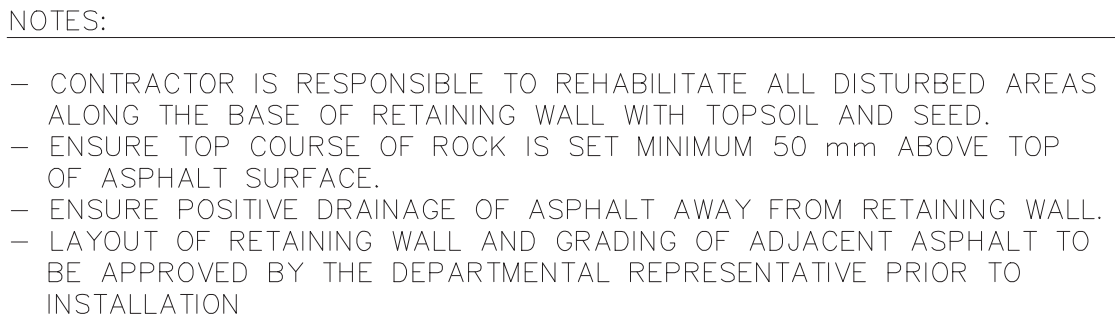 NOTES:
– CONTRACTOR IS RESPONSIBLE TO REHABILITATE ALL DISTURBED AREAS
ALONG THE BASE OF RETAINING WALL WITH TOPSOIL AND SEED.
– ENSURE TOP COURSE OF ROCK IS SET MINIMUM 50 mm ABOVE TOP
OF ASPHALT SURFACE.
– ENSURE POSITIVE DRAINAGE OF ASPHALT AWAY FROM RETAINING WALL.
– LAYOUT OF RETAINING WALL AND GRADING OF ADJACENT ASPHALT TO
BE APPROVED BY THE DEPARTMENTAL REPRESENTATIVE PRIOR TO
INSTALLATION